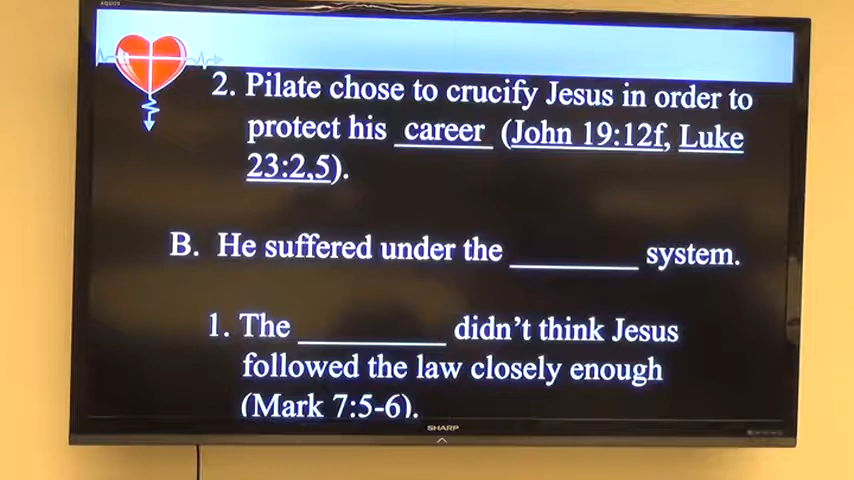 AQUOS
2. Pilate chose to crucify Jesus in order to
protect his career (John 19:12f, Luke
23:2,5).
B. He suffered under the ________ system.
1. The _________ didn't think Jesus
followed the law closely enough
(Mark 7:5-6).
SHARP